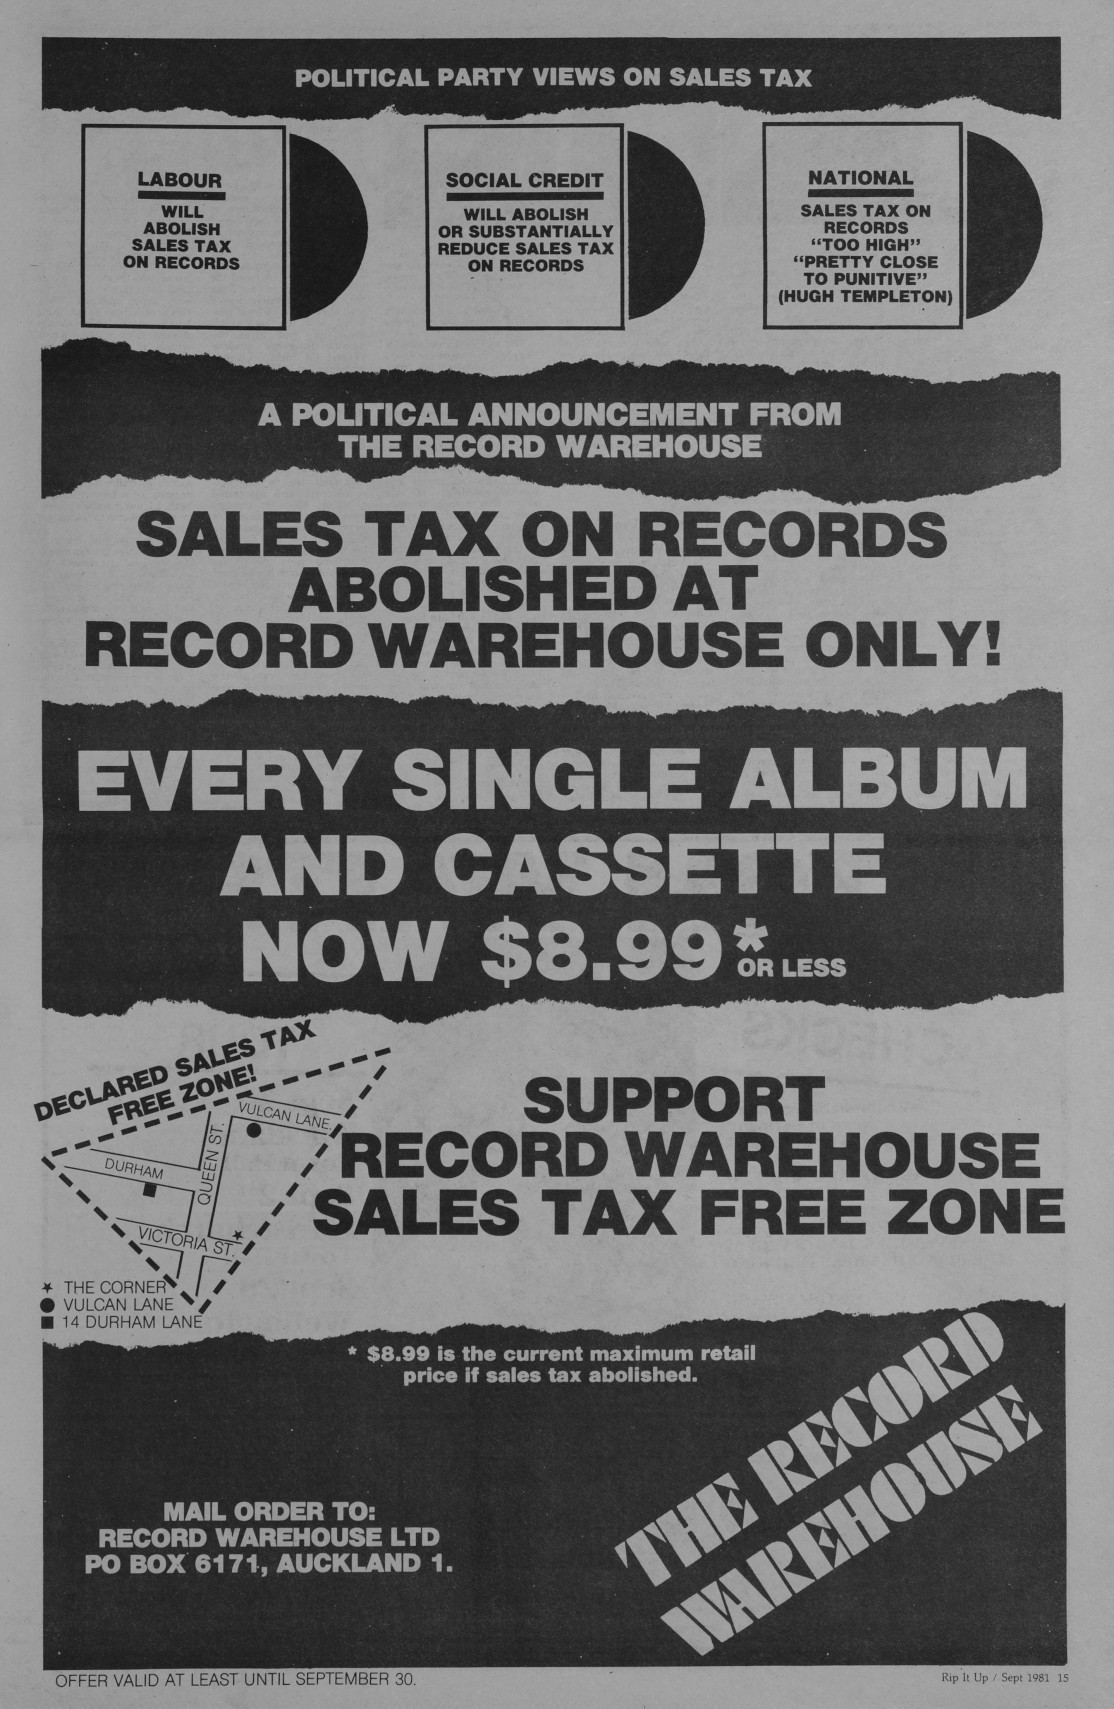 POLITICAL PARTY VIEWS ON SALES TAX
LABOUR
WILL
ABOLISH
SALES TAX
ON RECORDS
SOCIAL CREDIT
WILL ABOLISH
OR SUBSTANTIALLY
REDUCE SALES TAX
ON RECORDS
NATIONAL
SALES TAX ON
RECORDS
“TOO HIGH”
“PRETTY CLOSE
TO PUNITIVE”
(HUGH TEMPLETON)
A POLITICAL ANNOUNCEMENT FROM
THE RECORD WAREHOUSE
SALES TAX ON RECORDS
ABOLISHED AT
RECORD WAREHOUSE ONLY!
EVERY SINGLE ALBUM
AND CASSETTE
NOW $8.99*
OR LESS
DECLARED SALES TAX
FREE ZONE!
VULCAN LANE
QUEEN ST.
DURHAM
VICTORIA ST.
★ THE CORNER
● VULCAN LANE
■ 14 DURHAM LANE
SUPPORT
RECORD WAREHOUSE
SALES TAX FREE ZONE
* $8.99 is the current maximum retail
price if sales tax abolished.
MAIL ORDER TO:
RECORD WAREHOUSE LTD
PO BOX 6171, AUCKLAND 1.
THE RECORD
WAREHOUSE
OFFER VALID AT LEAST UNTIL SEPTEMBER 30.
Rip It Up / Sept 1981 15